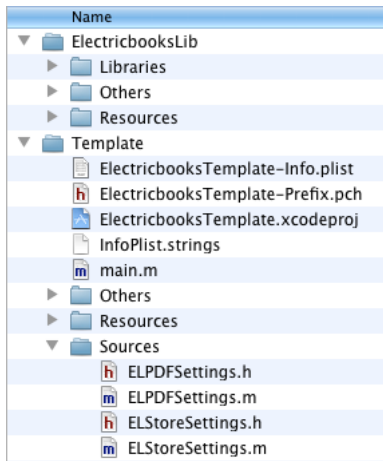 Name
ElectricbooksLib
Libraries
Others
Resources
Template
ElectricbooksTemplate-Info.plist
h ElectricbooksTemplate-Prefix.pch
ElectricbooksTemplate.xcodeproj
InfoPlist.strings
m main.m
Others
Resources
Sources
h ELPDFSettings.h
m ELPDFSettings.m
h ELStoreSettings.h
m ELStoreSettings.m